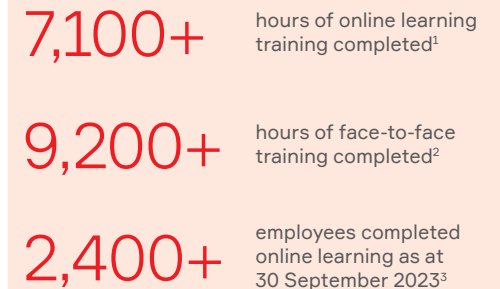 7,100+
hours of online learning
training completed¹
9,200+
hours of face-to-face
training completed²
2,400+
employees completed
online learning as at
30 September 2023³